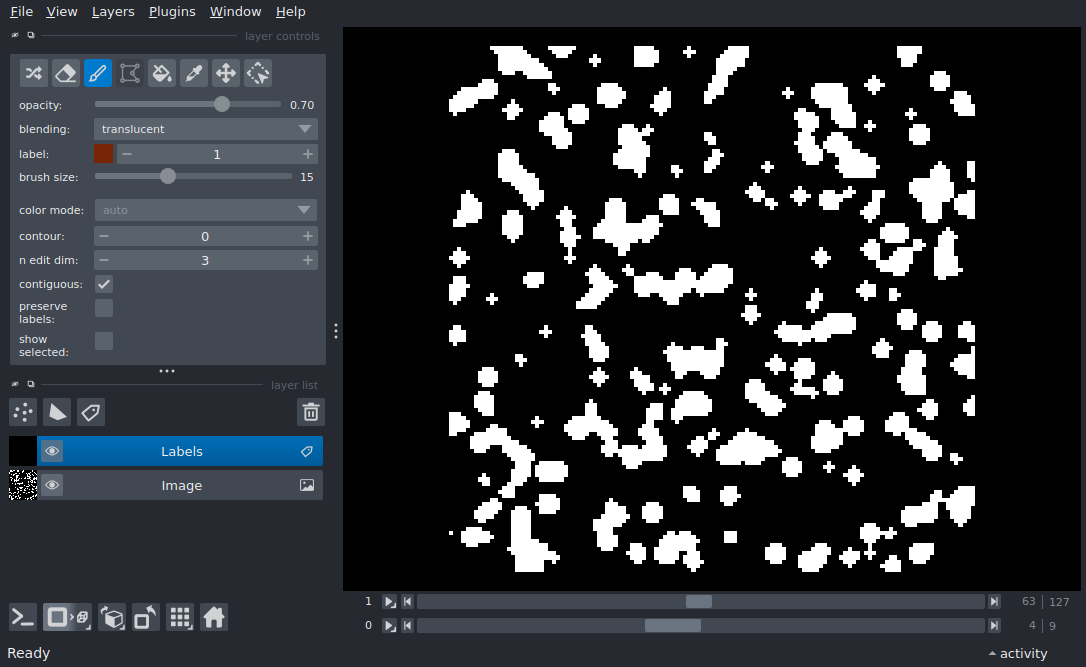 File View Layers Plugins Window Help
layer controls
opacity: 0.70
blending: translucent
label: 1
brush size: 15
color mode: auto
contour: 0
n edit dim: 3
contiguous:
preserve
labels:
show
selected:
layer list
Labels
Image
1 63 127
0 4 9
Ready activity